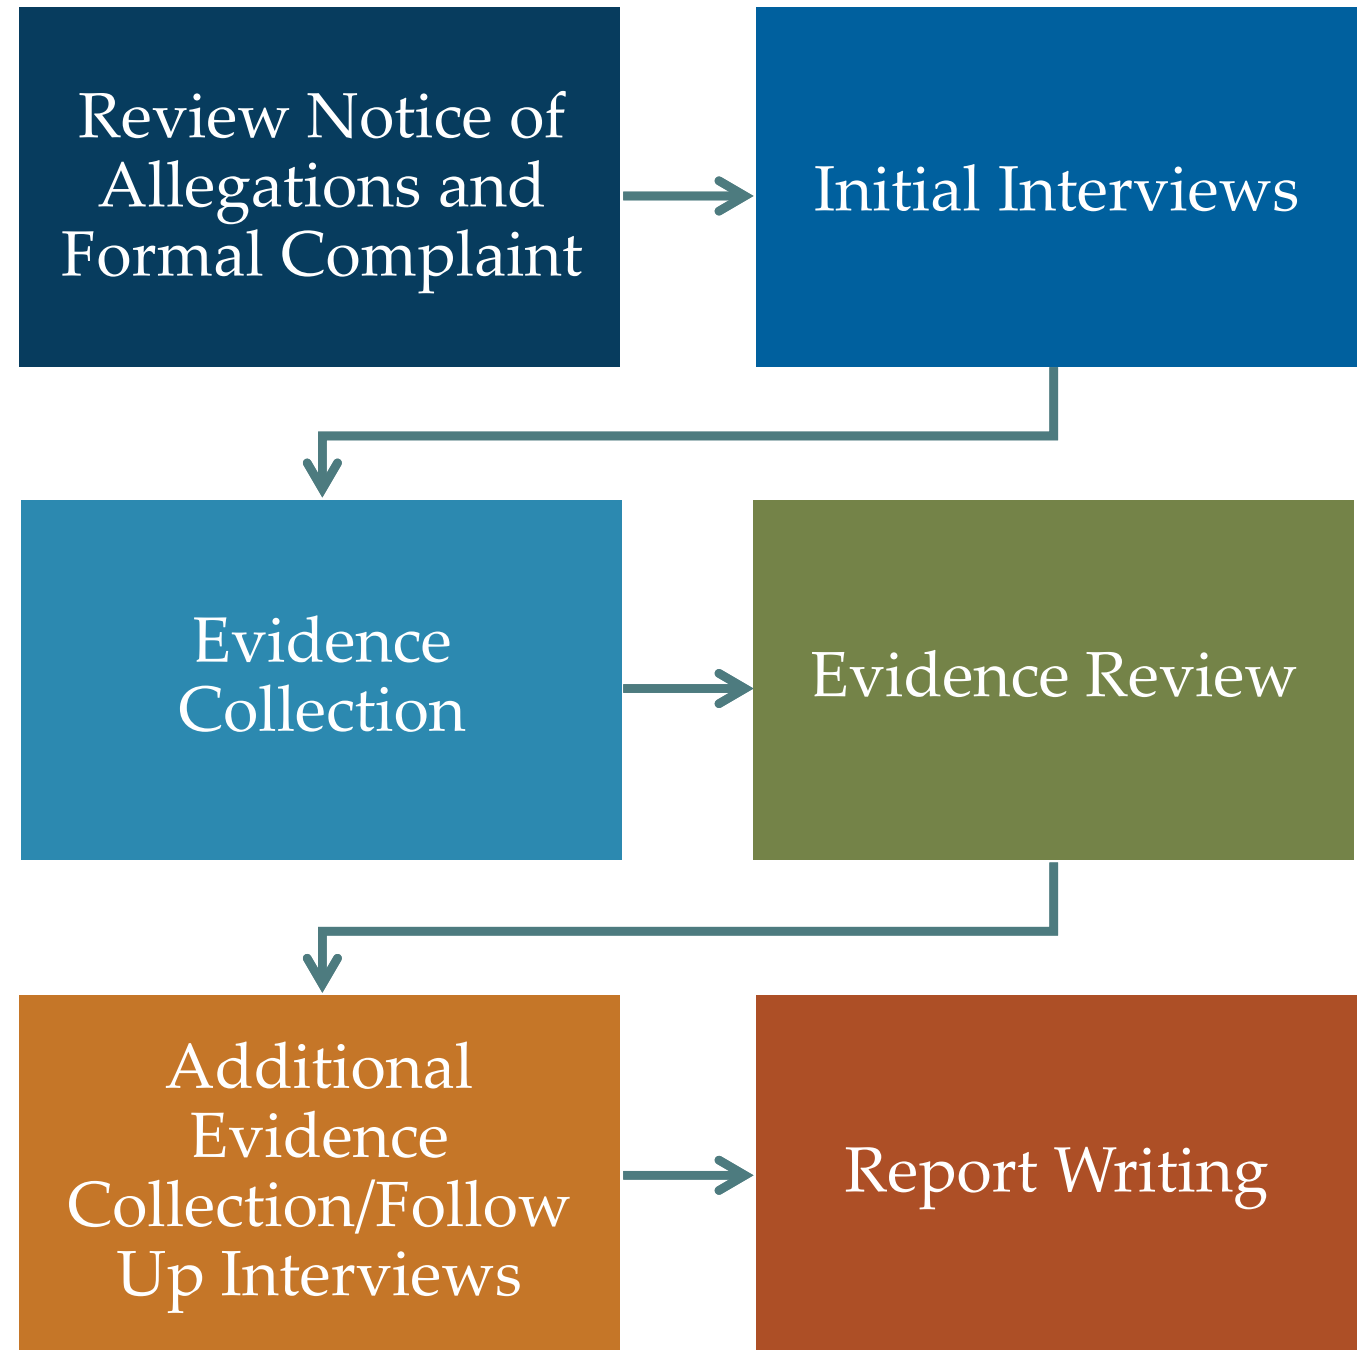 Review Notice of
Allegations and
Formal Complaint
Initial Interviews
Evidence
Collection
Evidence Review
Additional
Evidence
Collection/Follow
Up Interviews
Report Writing